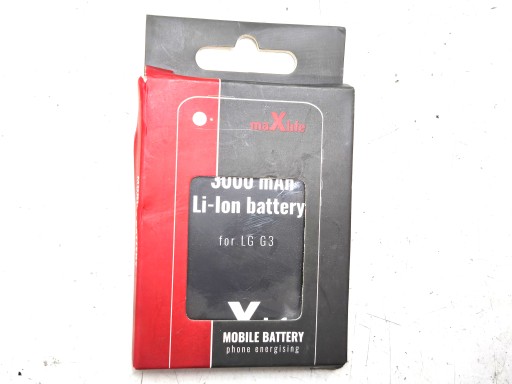 maXlife
3000 mAh
Li-Ion battery
for LG G3
MOBILE BATTERY
phone energising